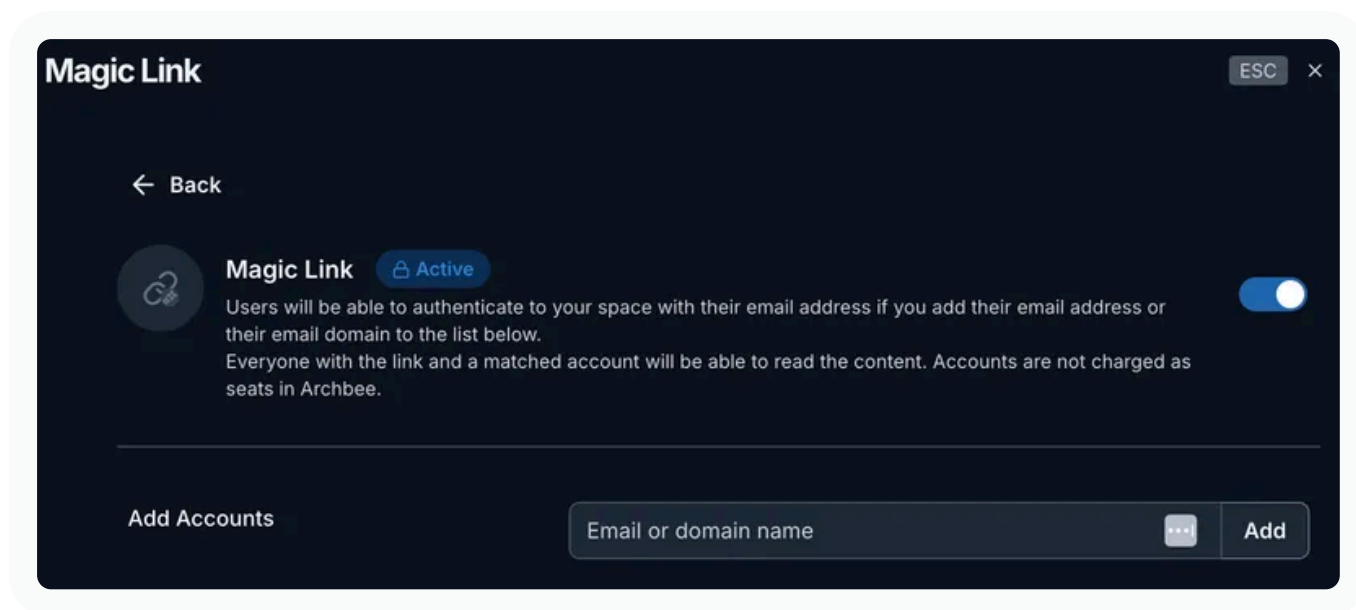 Magic Link
ESC
Back
Magic Link
Active
Users will be able to authenticate to your space with their email address if you add their email address or
their email domain to the list below.
Everyone with the link and a matched account will be able to read the content. Accounts are not charged as
seats in Archbee.
Add Accounts
Email or domain name
Add